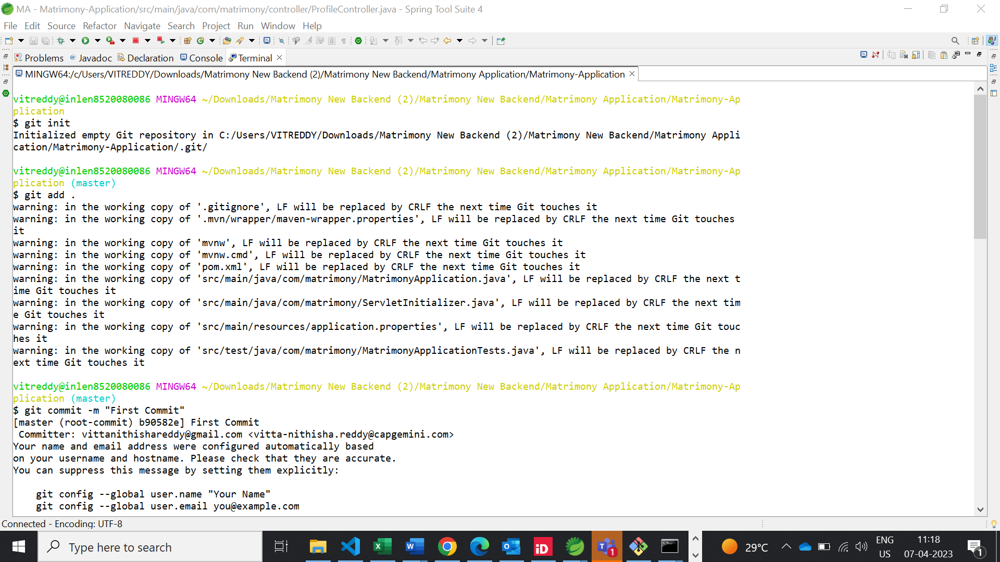 MA - Matrimony-Application/src/main/java/com/matrimony/controller/ProfileController.java - Spring Tool Suite 4
File Edit Source Refactor Navigate Search Project Run Window Help
Problems Javadoc Declaration Console Terminal
MINGW64:/c/Users/VITREDDY/Downloads/Matrimony New Backend (2)/Matrimony New Backend/Matrimony Application/Matrimony-Application
vitreddy@inlen8520080086 MINGW64 ~/Downloads/Matrimony New Backend (2)/Matrimony New Backend/Matrimony Application/Matrimony-Ap
plication
$ git init
Initialized empty Git repository in C:/Users/VITREDDY/Downloads/Matrimony New Backend (2)/Matrimony New Backend/Matrimony Appli
cation/Matrimony-Application/.git/
vitreddy@inlen8520080086 MINGW64 ~/Downloads/Matrimony New Backend (2)/Matrimony New Backend/Matrimony Application/Matrimony-Ap
plication (master)
$ git add .
warning: in the working copy of '.gitignore', LF will be replaced by CRLF the next time Git touches it
warning: in the working copy of '.mvn/wrapper/maven-wrapper.properties', LF will be replaced by CRLF the next time Git touches
it
warning: in the working copy of 'mvnw', LF will be replaced by CRLF the next time Git touches it
warning: in the working copy of 'mvnw.cmd', LF will be replaced by CRLF the next time Git touches it
warning: in the working copy of 'pom.xml', LF will be replaced by CRLF the next time Git touches it
warning: in the working copy of 'src/main/java/com/matrimony/MatrimonyApplication.java', LF will be replaced by CRLF the next t
ime Git touches it
warning: in the working copy of 'src/main/java/com/matrimony/ServletInitializer.java', LF will be replaced by CRLF the next tim
e Git touches it
warning: in the working copy of 'src/main/resources/application.properties', LF will be replaced by CRLF the next time Git touc
hes it
warning: in the working copy of 'src/test/java/com/matrimony/MatrimonyApplicationTests.java', LF will be replaced by CRLF the n
ext time Git touches it
vitreddy@inlen8520080086 MINGW64 ~/Downloads/Matrimony New Backend (2)/Matrimony New Backend/Matrimony Application/Matrimony-Ap
plication (master)
$ git commit -m "First Commit"
[master (root-commit) b90582e] First Commit
Committer: vittanithishareddy@gmail.com <vitta-nithisha.reddy@capgemini.com>
Your name and email address were configured automatically based
on your username and hostname. Please check that they are accurate.
You can suppress this message by setting them explicitly:
git config --global user.name "Your Name"
git config --global user.email you@example.com
Connected - Encoding: UTF-8
Type here to search
29°C
ENG
US
11:18
07-04-2023
1